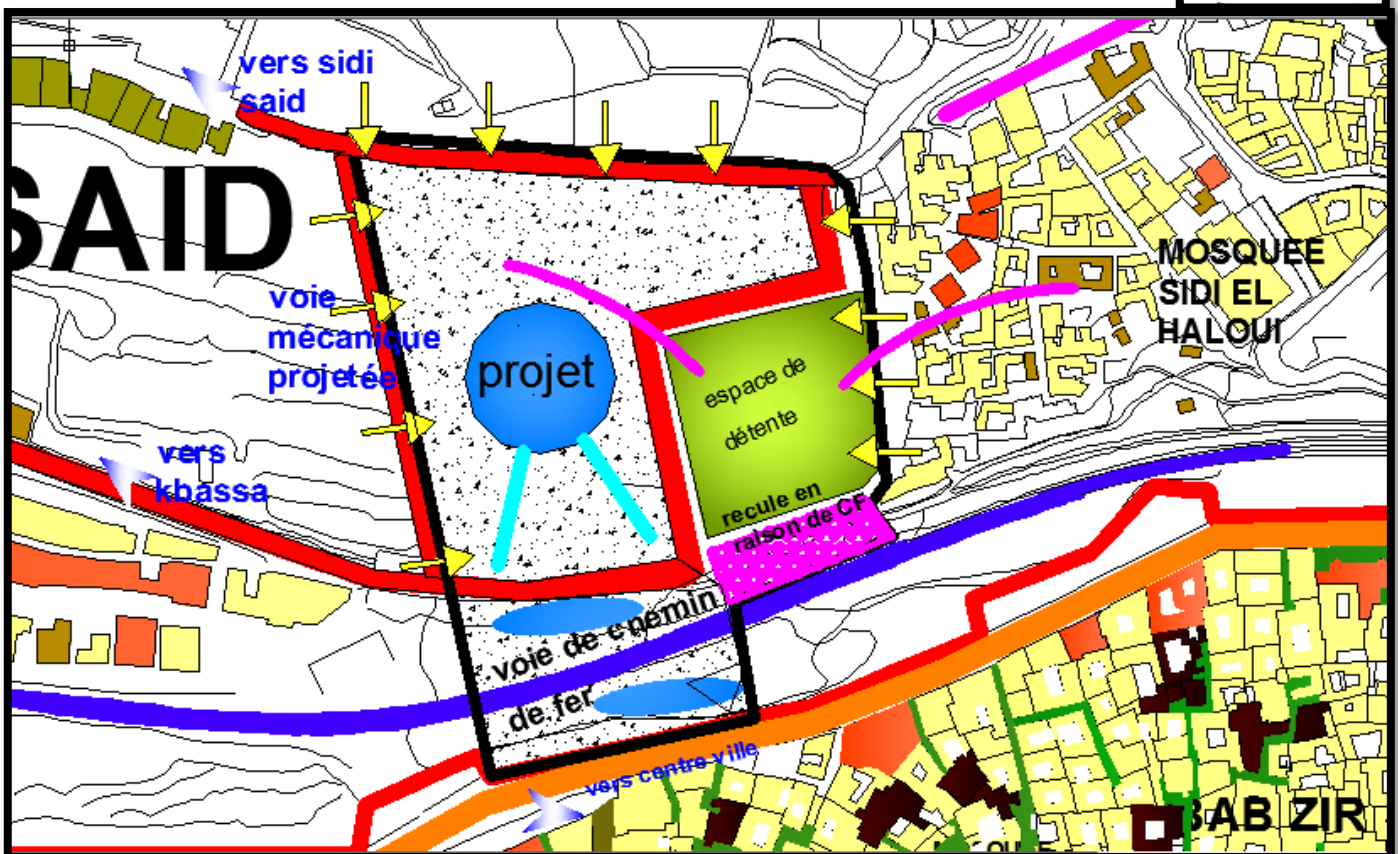 vers sidi
said
SAID
voie
mécanique
projetée
projet
espace de
détente
MOSQUEE
SIDI EL
HALOUI
vers
kbassa
recule en
raison de CF
voie de chemin
de fer
vers centre ville
BAB ZIR